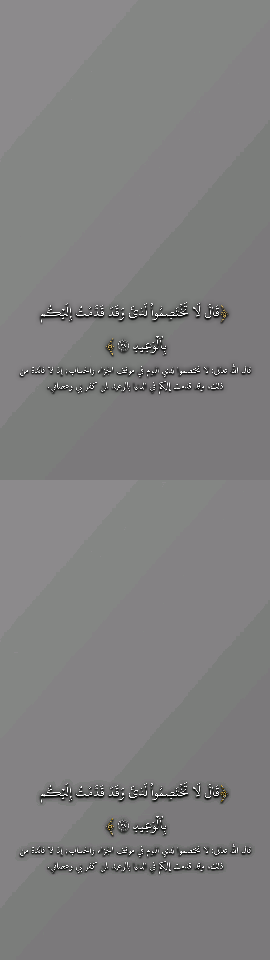 ﴿قَالَ لَا تَخْتَصِمُوا۟ لَدَىَّ وَقَدْ قَدَّمْتُ إِلَيْكُم
بِٱلْوَعِيدِ ۝٢٨ ﴾
قال الله تعالى: لا تختصموا لديَّ اليوم في موقف الجزاء والحساب، إذ لا فائدة من
ذلك، وقد قدمت إليكم في الدنيا بالوعيد لمن كفر بي وعصاني.
﴿قَالَ لَا تَخْتَصِمُوا۟ لَدَىَّ وَقَدْ قَدَّمْتُ إِلَيْكُم
بِٱلْوَعِيدِ ۝٢٨ ﴾
قال الله تعالى: لا تختصموا لديَّ اليوم في موقف الجزاء والحساب، إذ لا فائدة من
ذلك، وقد قدمت إليكم في الدنيا بالوعيد لمن كفر بي وعصاني.